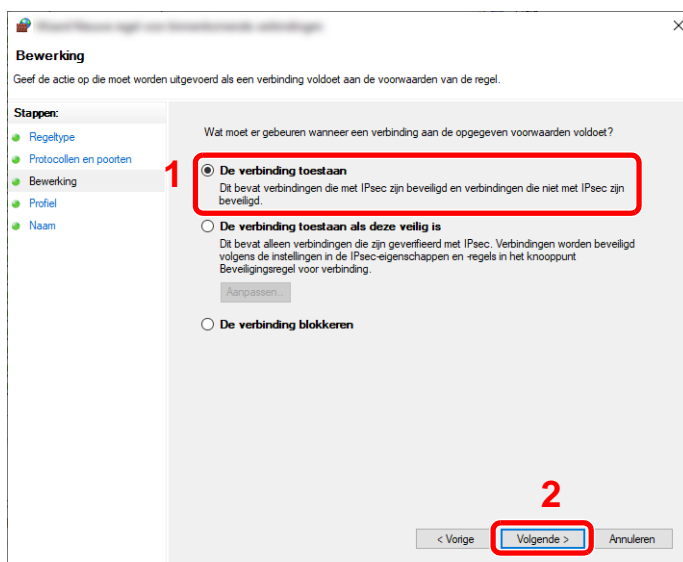 Bewerking
Geef de actie op die moet worden uitgevoerd als een verbinding voldoet aan de voorwaarden van de regel.
Stappen:
Regeltype
Protocollen en poorten
Bewerking
Profiel
Naam
Wat moet er gebeuren wanneer een verbinding aan de opgegeven voorwaarden voldoet?
1
De verbinding toestaan
Dit bevat verbindingen die met IPsec zijn beveiligd en verbindingen die niet met IPsec zijn
beveiligd.
De verbinding toestaan als deze veilig is
Dit bevat alleen verbindingen die zijn geverifieerd met IPsec. Verbindingen worden beveiligd
volgens de instellingen in de IPsec-eigenschappen en -regels in het knooppunt
Beveiligingsregel voor verbinding.
Aanpassen...
De verbinding blokkeren
2
< Vorige
Volgende >
Annuleren